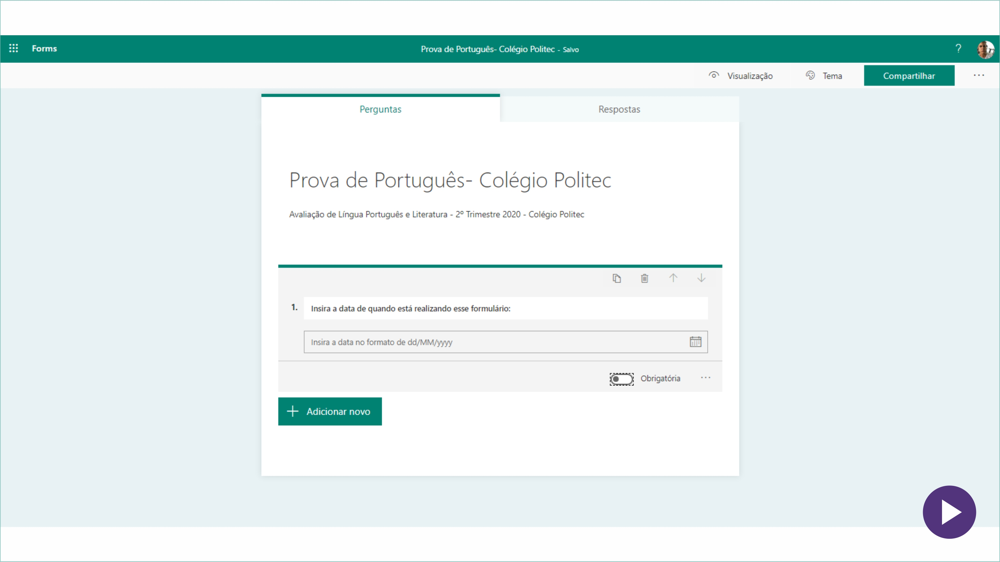 Forms
Prova de Português- Colégio Politec - Salvo
?
Visualização
Tema
Compartilhar
...
Perguntas
Respostas
Prova de Português- Colégio Politec
Avaliação de Língua Português e Literatura - 2º Trimestre 2020 - Colégio Politec
1. Insira a data de quando está realizando esse formulário:
Insira a data no formato de dd/MM/yyyy
Obrigatória
...
+ Adicionar novo